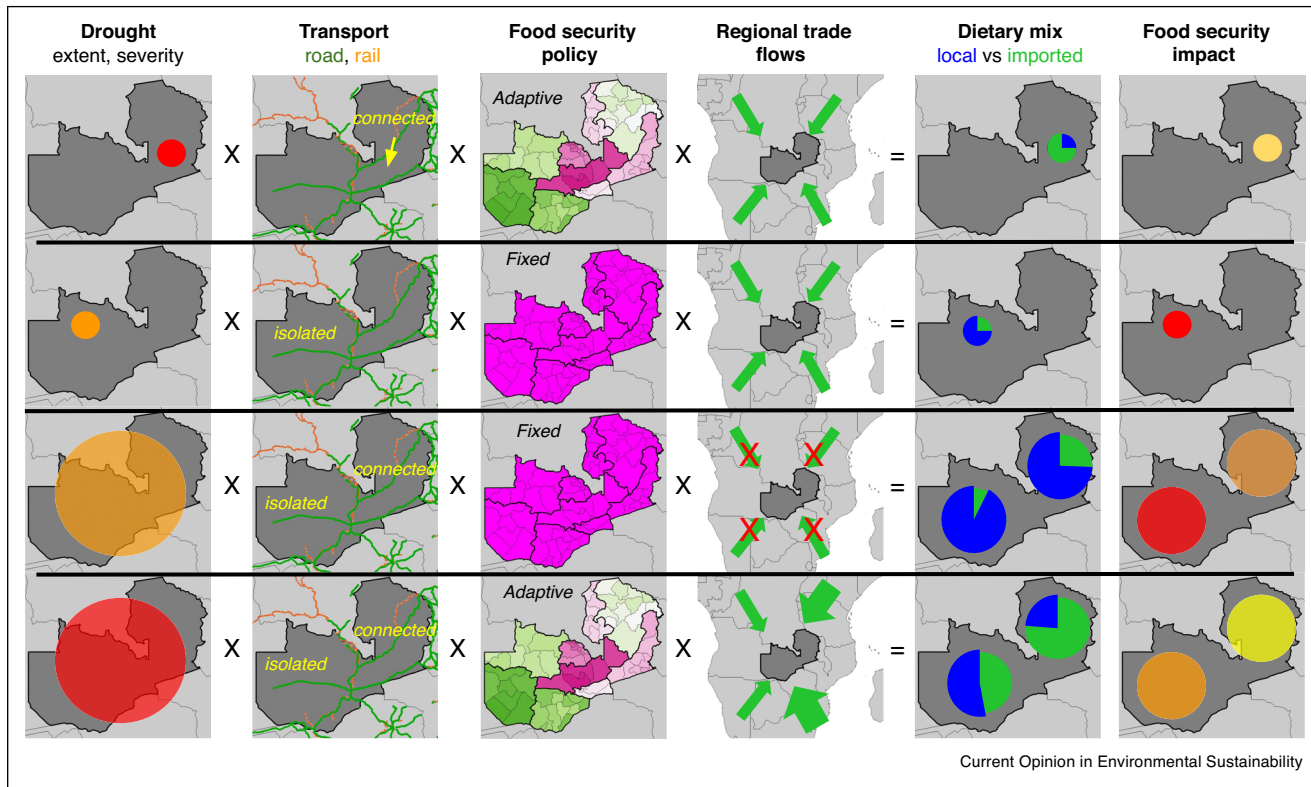 Drought
extent, severity
Transport
road, rail
Food security
policy
Regional trade
flows
Dietary mix
local vs imported
Food security
impact
X
connected
X
Adaptive
X
=
X
isolated
X
Fixed
X
=
X
isolated
connected
X
Fixed
X
X
X
X
X
=
X
isolated
connected
X
Adaptive
X
=
Current Opinion in Environmental Sustainability